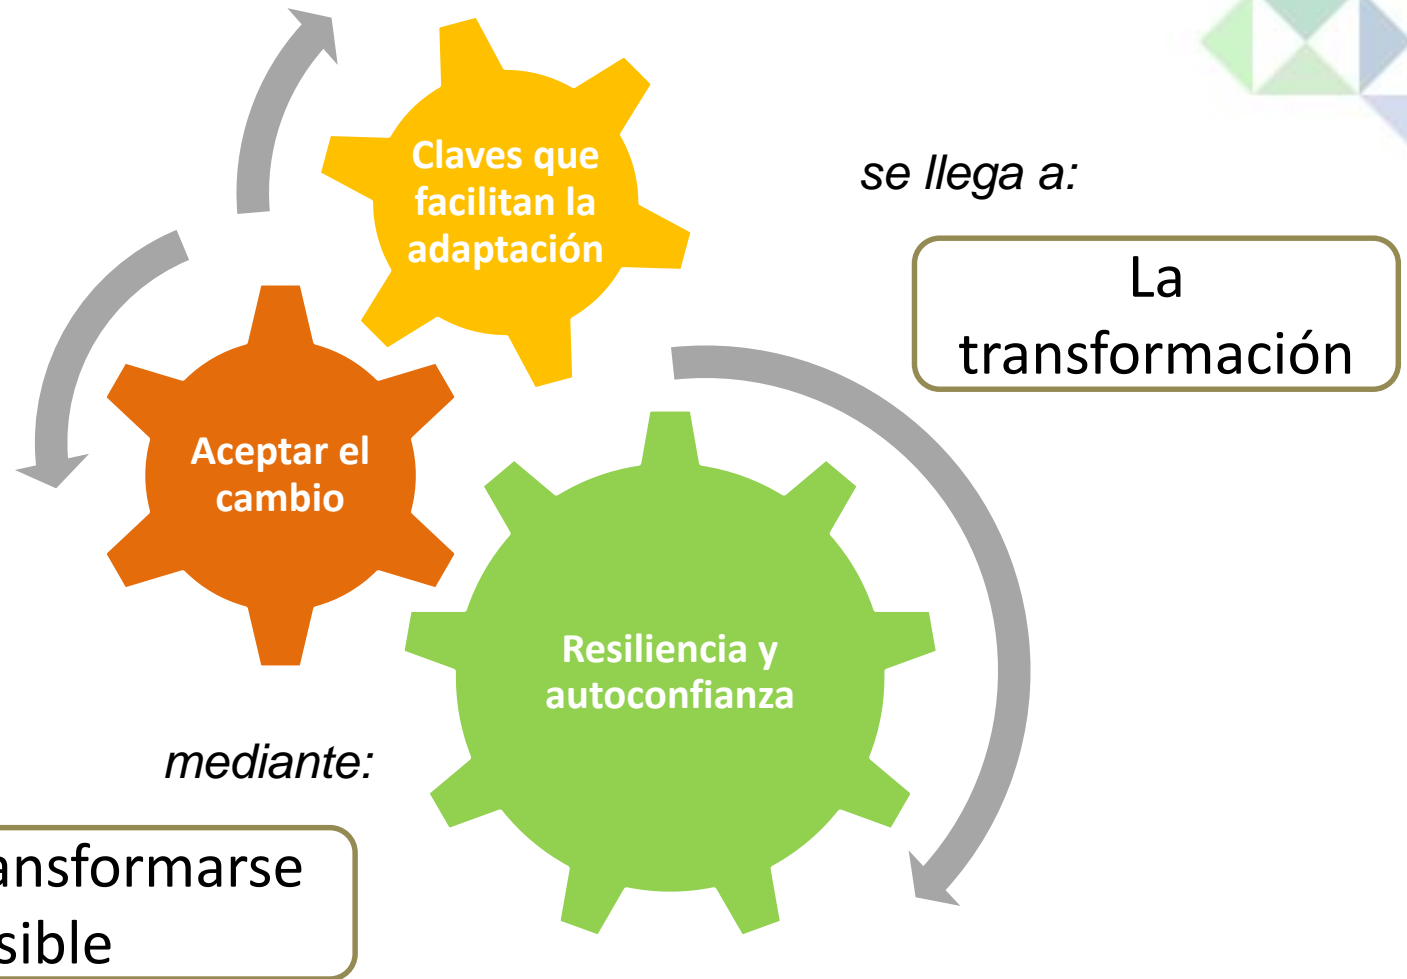 Claves que
facilitan la
adaptación
se llega a:
La
transformación
Aceptar el
cambio
Resiliencia y
autoconfianza
mediante:
ansformarse
sible